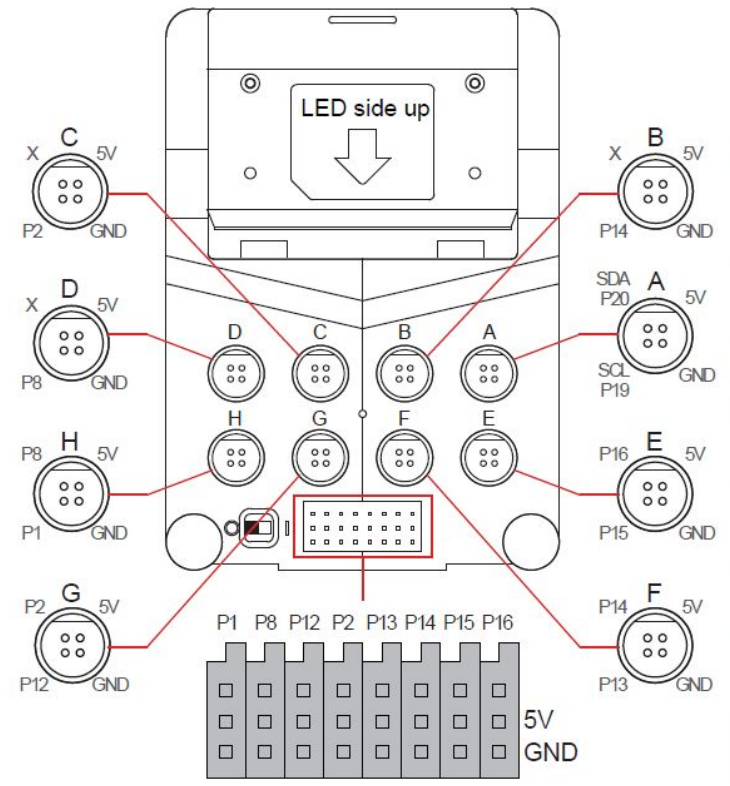 LED side up
C
X 5V
P2 GND
B
X 5V
P14 GND
D
X 5V
P8 GND
SDA
P20 A 5V
SCL
P19 GND
D C B A
H G F E
P8 H 5V
P1 GND
P16 E 5V
P15 GND
P2 G 5V
P12 GND
P14 F 5V
P13 GND
P1 P8 P12 P2 P13 P14 P15 P16
5V
GND